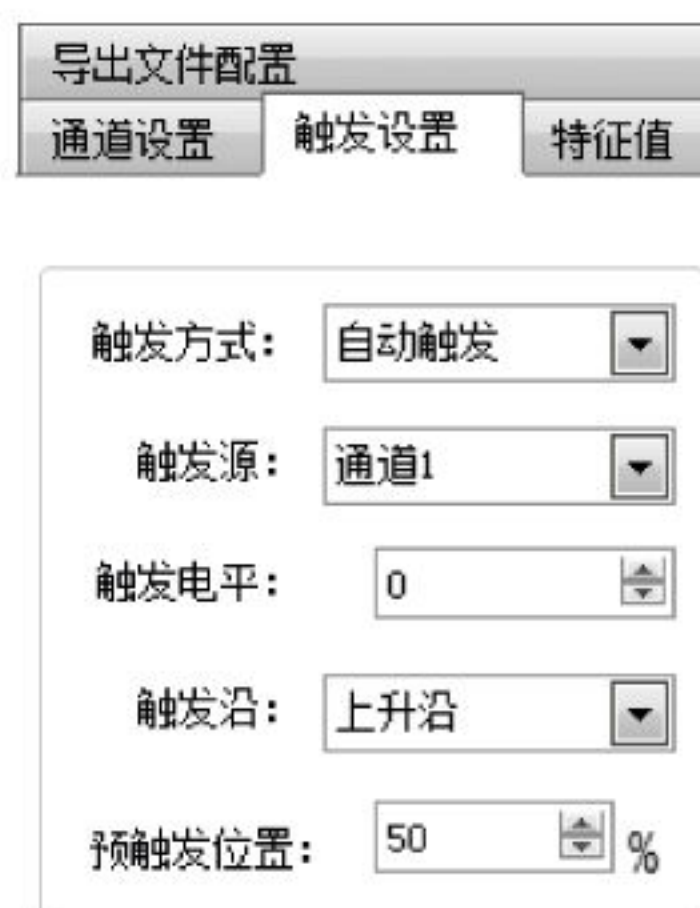 导出文件配置
通道设置 触发设置 特征值
触发方式： 自动触发
触发源： 通道1
触发电平： 0
触发沿： 上升沿
预触发位置： 50 %